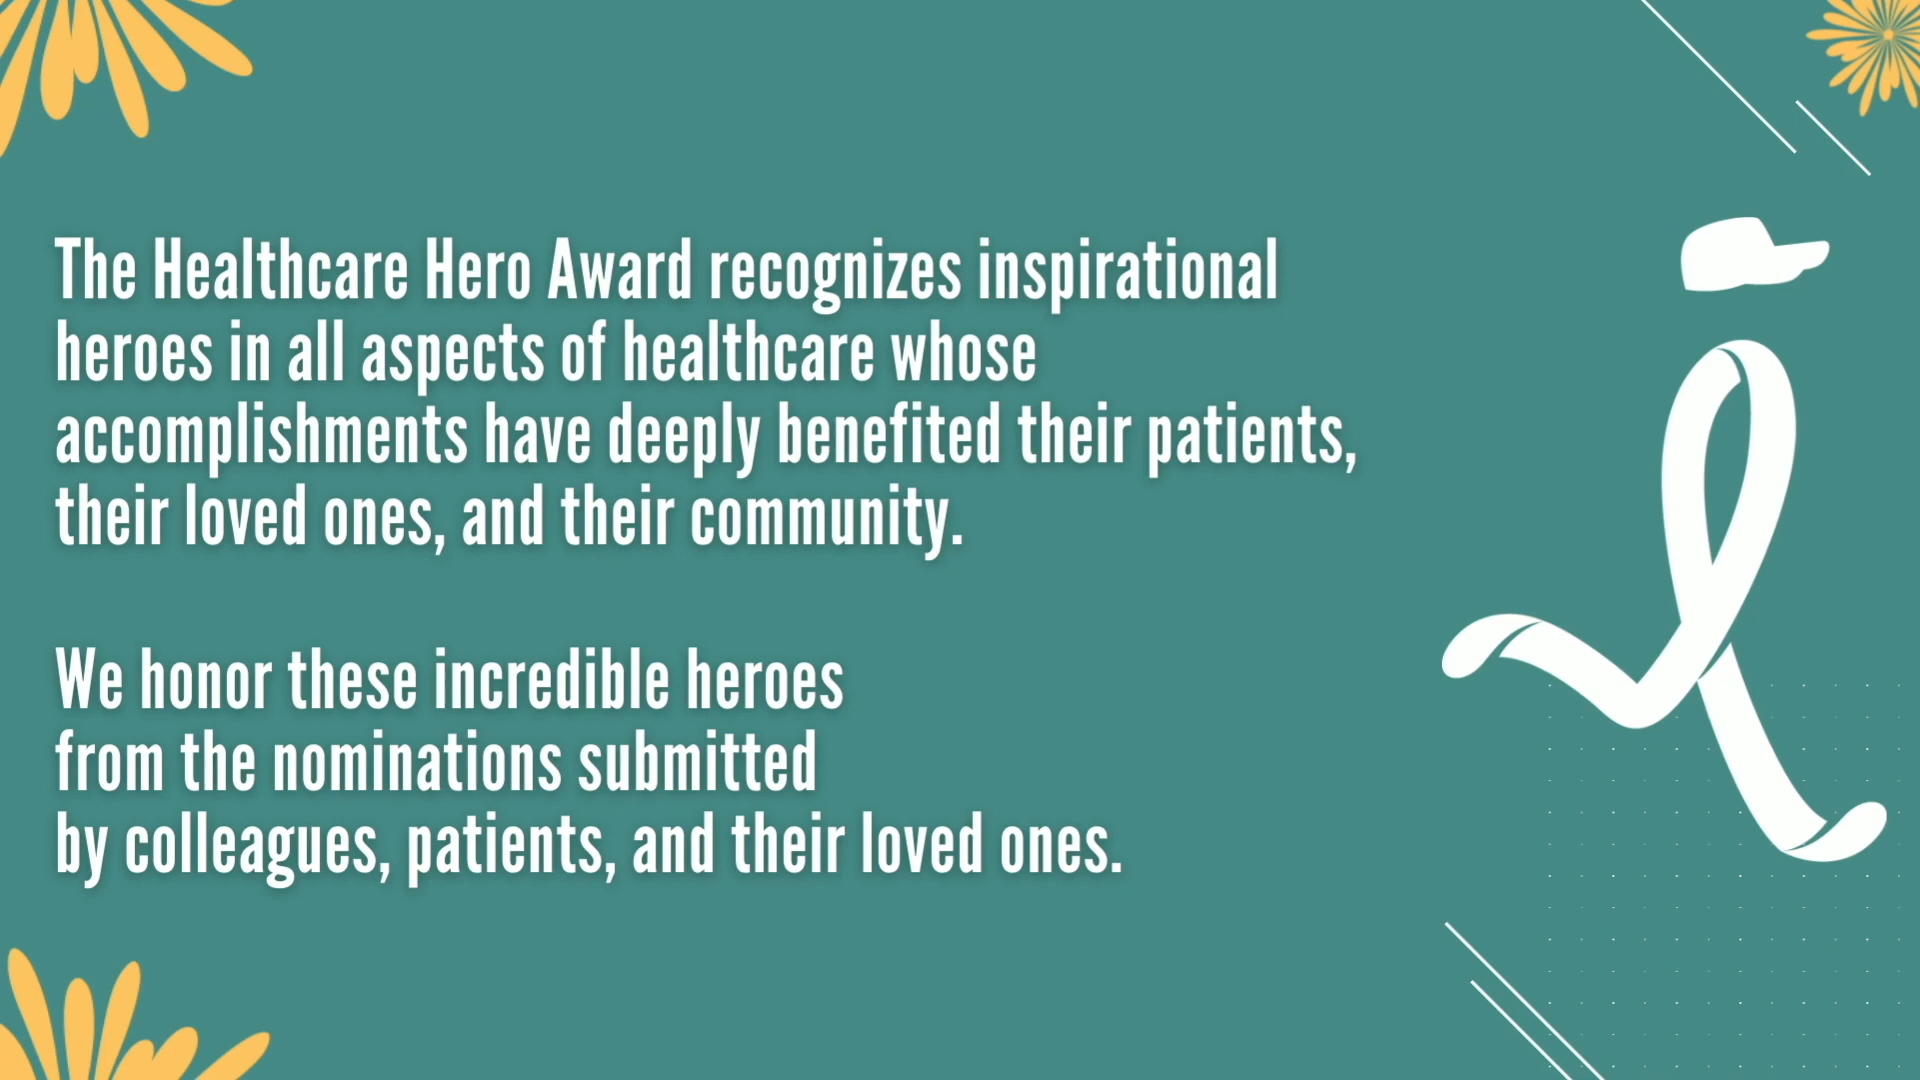 The Healthcare Hero Award recognizes inspirational
heroes in all aspects of healthcare whose
accomplishments have deeply benefited their patients,
their loved ones, and their community.
We honor these incredible heroes
from the nominations submitted
by colleagues, patients, and their loved ones.